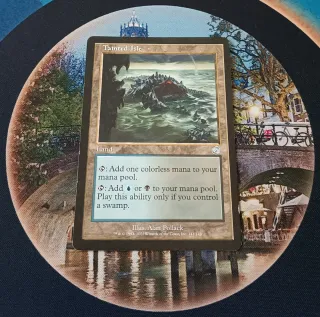 Tainted Isle
Land
: Add one colorless mana to your
mana pool.
: Add or to your mana pool.
Play this ability only if you control
a swamp.
Illus. Alan Pollack